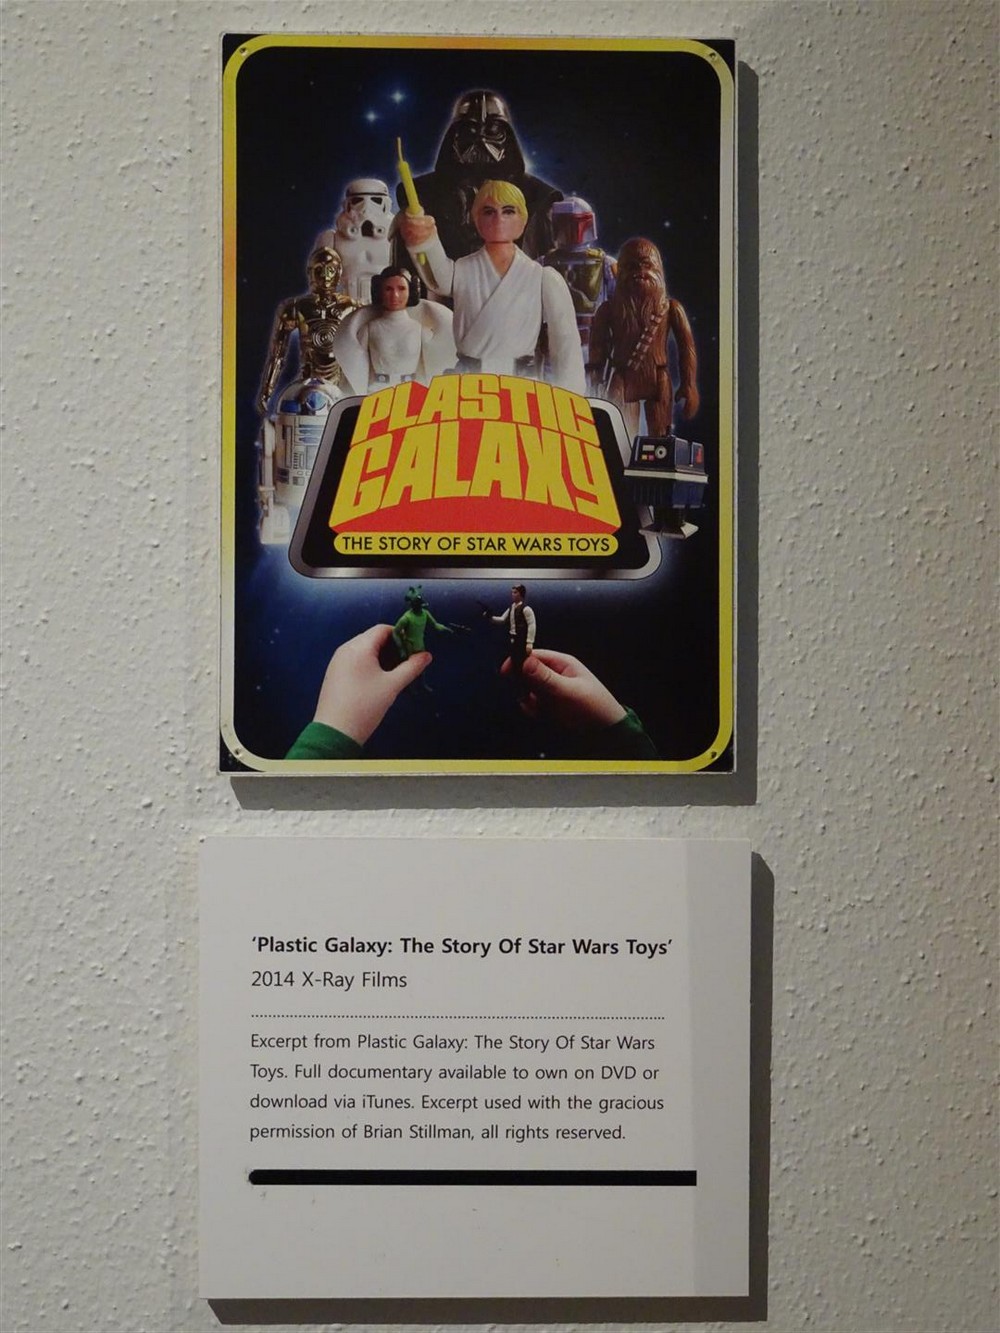 PLASTIC
GALAXY
THE STORY OF STAR WARS TOYS
‘Plastic Galaxy: The Story Of Star Wars Toys’
2014 X-Ray Films
Excerpt from Plastic Galaxy: The Story Of Star Wars
Toys. Full documentary available to own on DVD or
download via iTunes. Excerpt used with the gracious
permission of Brian Stillman, all rights reserved.